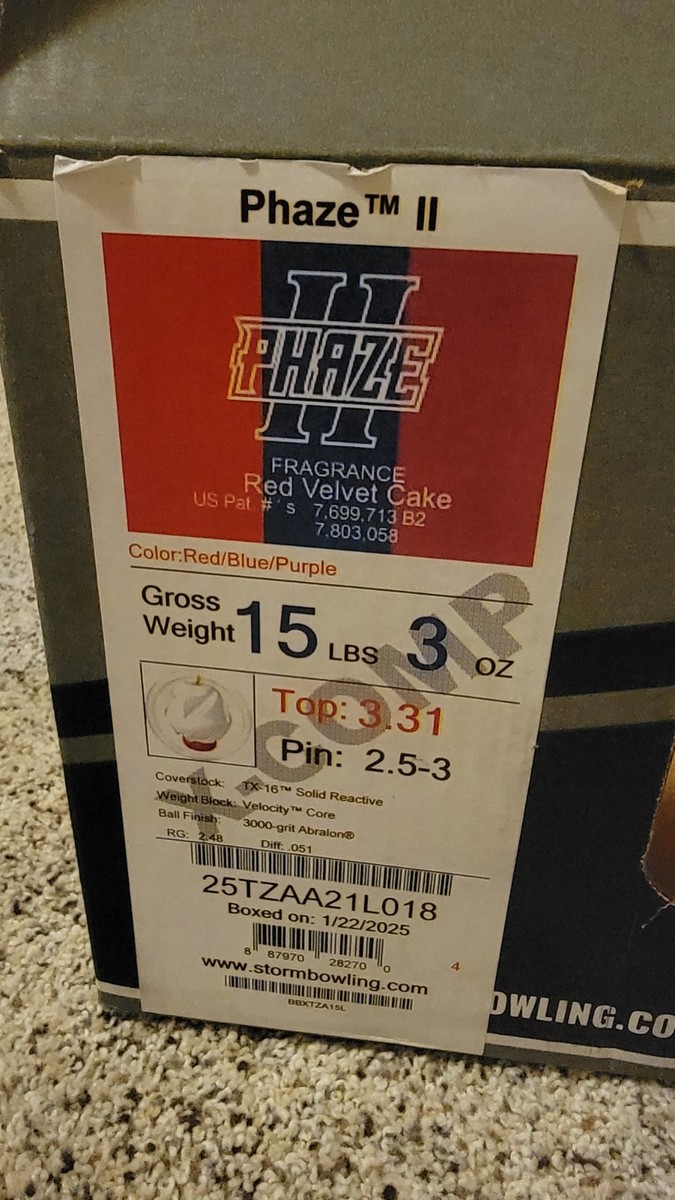 Phaze™ II
II
PHAZE
FRAGRANCE
Red Velvet Cake
US Pat. #'s 7,699,713 B2
7,803,058
Color:Red/Blue/Purple
Gross
Weight 15 LBS 3 OZ
X-COMP
Top: 3.31
Pin: 2.5-3
Coverstock: TX-16™ Solid Reactive
Weight Block: Velocity™ Core
Ball Finish: 3000-grit Abralon®
RG: 2.48 Diff: .051
25TZAA21L018
Boxed on: 1/22/2025
8 87970 28270 0
4
www.stormbowling.com
BBXTZA15L
OWLING.CO